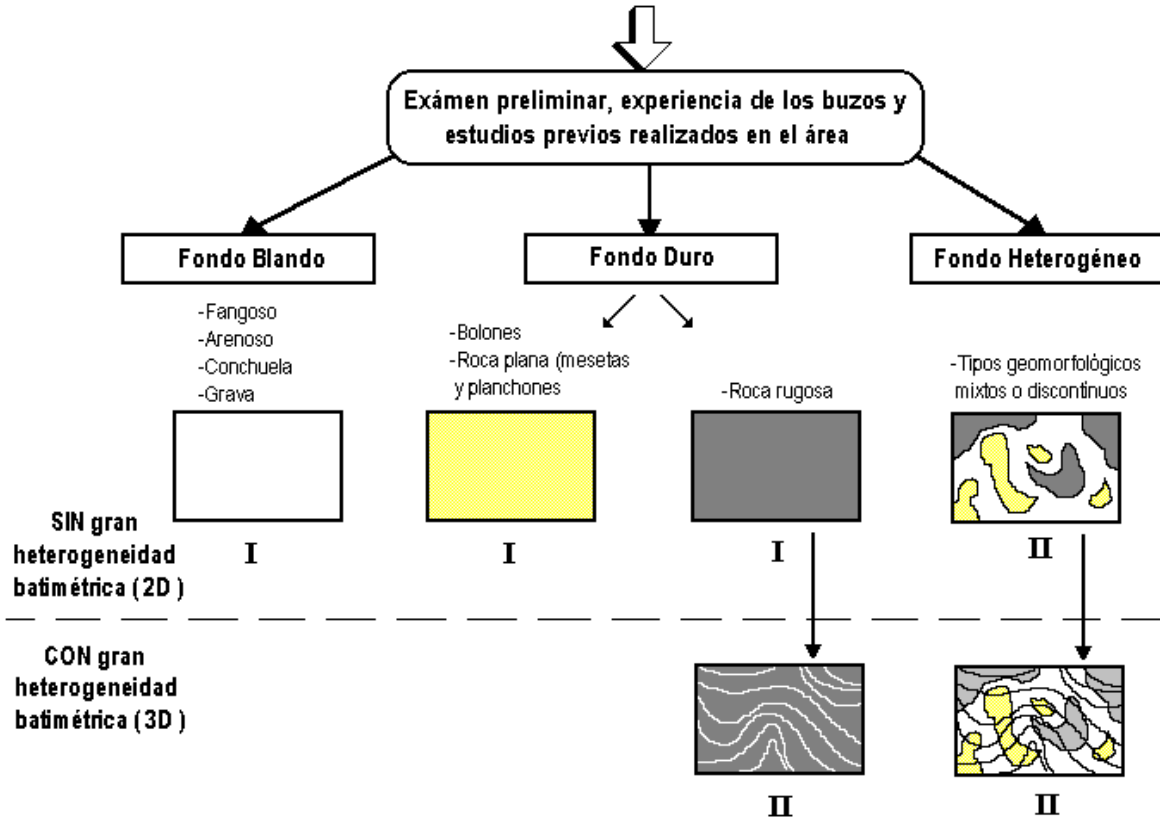 Exámen preliminar, experiencia de los buzos y
estudios previos realizados en el área
Fondo Blando
Fondo Duro
Fondo Heterogéneo
-Fangoso
-Arenoso
-Conchuela
-Grava
-Bolones
-Roca plana (mesetas
y planchones
-Roca rugosa
-Tipos geomorfológicos
mixtos o discontínuos
SIN gran
heterogeneidad
batimétrica ( 2D )
I
I
I
II
CON gran
heterogeneidad
batimétrica (3D )
II
II